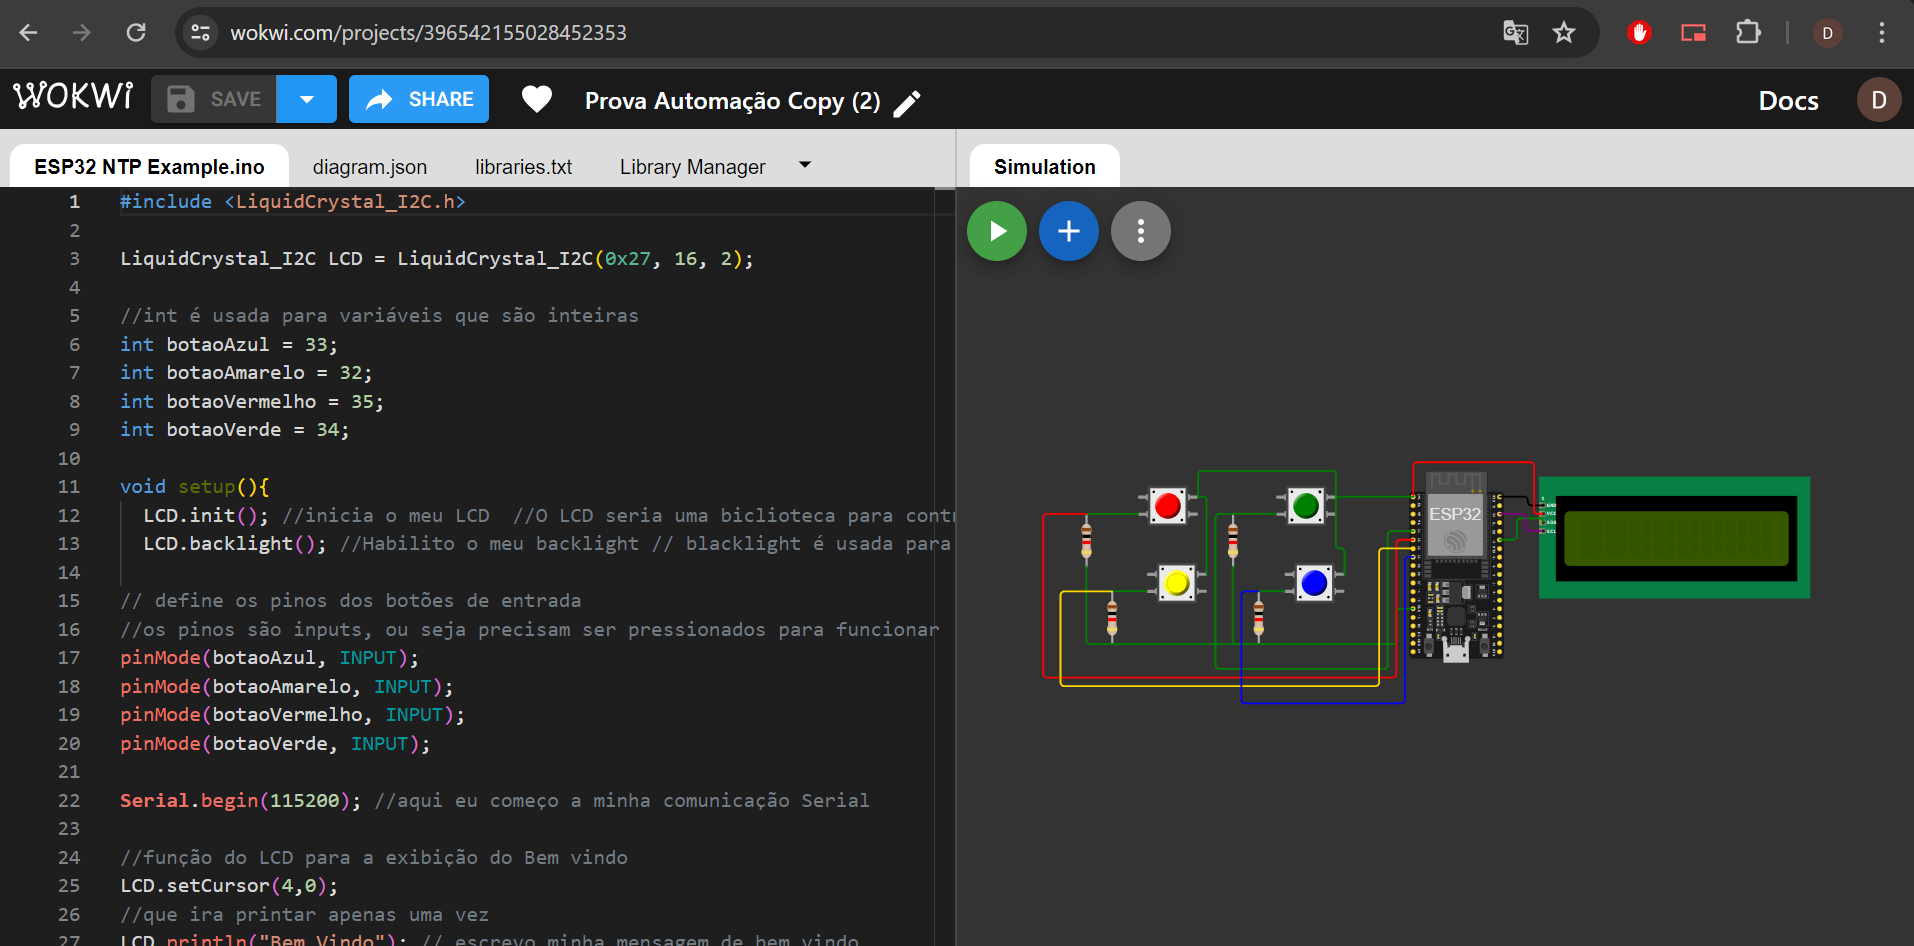 wokwi.com/projects/396542155028452353
D
WOKWi
SAVE
SHARE
Prova Automação Copy (2)
Docs
D
ESP32 NTP Example.ino
diagram.json
libraries.txt
Library Manager
Simulation
1 #include <LiquidCrystal_I2C.h>
2
3 LiquidCrystal_I2C LCD = LiquidCrystal_I2C(0x27, 16, 2);
4
5 //int é usada para variáveis que são inteiras
6 int botaoAzul = 33;
7 int botaoAmarelo = 32;
8 int botaoVermelho = 35;
9 int botaoVerde = 34;
10
11 void setup(){
12 LCD.init(); //inicia o meu LCD //O LCD seria uma biclioteca para cont
13 LCD.backlight(); //Habilito o meu backlight // blacklight é usada para
14
15 // define os pinos dos botões de entrada
16 //os pinos são inputs, ou seja precisam ser pressionados para funcionar
17 pinMode(botaoAzul, INPUT);
18 pinMode(botaoAmarelo, INPUT);
19 pinMode(botaoVermelho, INPUT);
20 pinMode(botaoVerde, INPUT);
21
22 Serial.begin(115200); //aqui eu começo a minha comunicação Serial
23
24 //função do LCD para a exibição do Bem vindo
25 LCD.setCursor(4,0);
26 //que ira printar apenas uma vez
27 LCD.println("Bem Vindo"); // escrevo minha mensagem de bem vindo
ESP32
1
GND
VCC
SDA
SCL